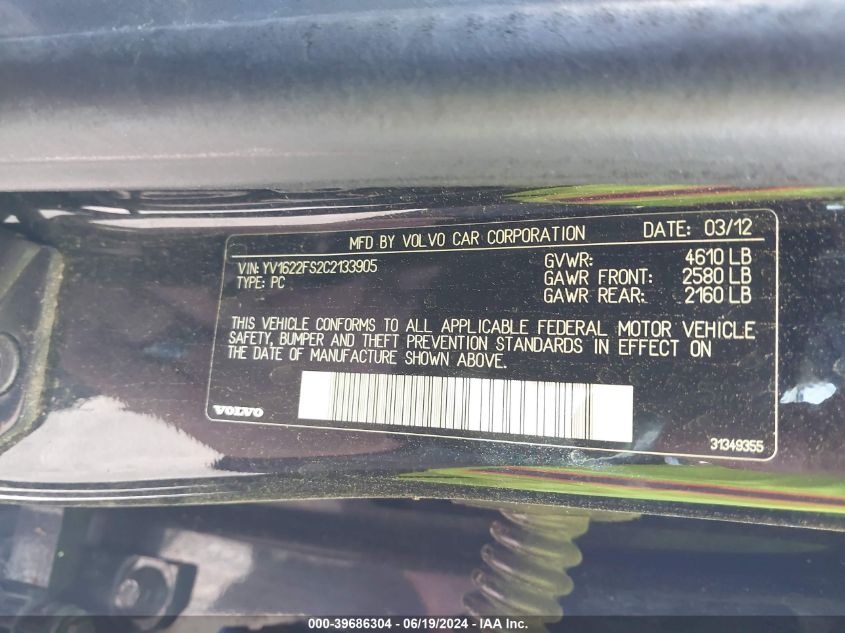 MFD BY VOLVO CAR CORPORATION DATE: 03/12
VIN: YV1622FS2C2133905 GVWR: 4610 LB
TYPE: PC GAWR FRONT: 2580 LB
GAWR REAR: 2160 LB
THIS VEHICLE CONFORMS TO ALL APPLICABLE FEDERAL MOTOR VEHICLE
SAFETY, BUMPER AND THEFT PREVENTION STANDARDS IN EFFECT ON
THE DATE OF MANUFACTURE SHOWN ABOVE.
VOLVO
31349355
000-39686304 - 06/19/2024 - IAA Inc.